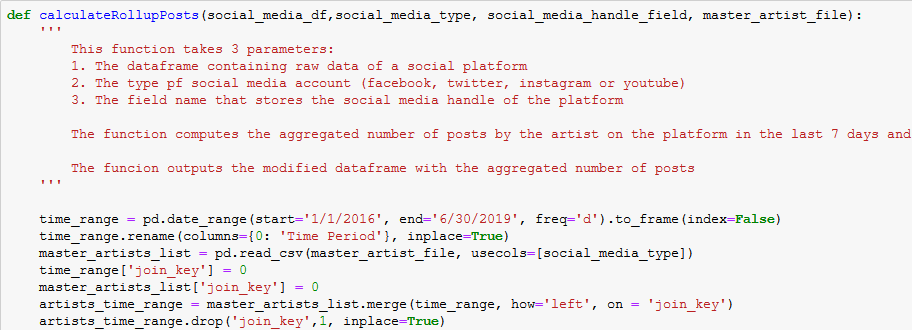 def calculateRollupPosts(social_media_df,social_media_type, social_media_handle_field, master_artist_file):
'''
This function takes 3 parameters:
1. The dataframe containing raw data of a social platform
2. The type pf social media account (facebook, twitter, instagram or youtube)
3. The field name that stores the social media handle of the platform
The function computes the aggregated number of posts by the artist on the platform in the last 7 days and
The funcion outputs the modified dataframe with the aggregated number of posts
'''
time_range = pd.date_range(start='1/1/2016', end='6/30/2019', freq='d').to_frame(index=False)
time_range.rename(columns={0: 'Time Period'}, inplace=True)
master_artists_list = pd.read_csv(master_artist_file, usecols=[social_media_type])
time_range['join_key'] = 0
master_artists_list['join_key'] = 0
artists_time_range = master_artists_list.merge(time_range, how='left', on = 'join_key')
artists_time_range.drop('join_key',1, inplace=True)